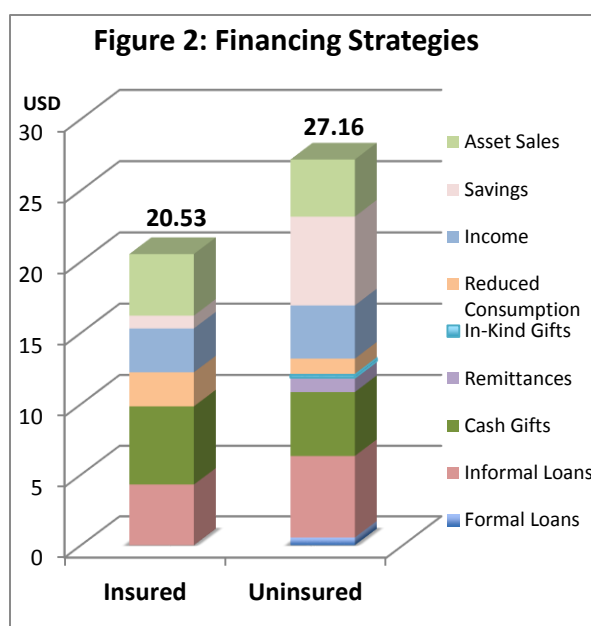 Figure 2: Financing Strategies
USD
30
25
20
15
10
5
0
20.53
27.16
Insured
Uninsured
Asset Sales
Savings
Income
Reduced
Consumption
In-Kind Gifts
Remittances
Cash Gifts
Informal Loans
Formal Loans